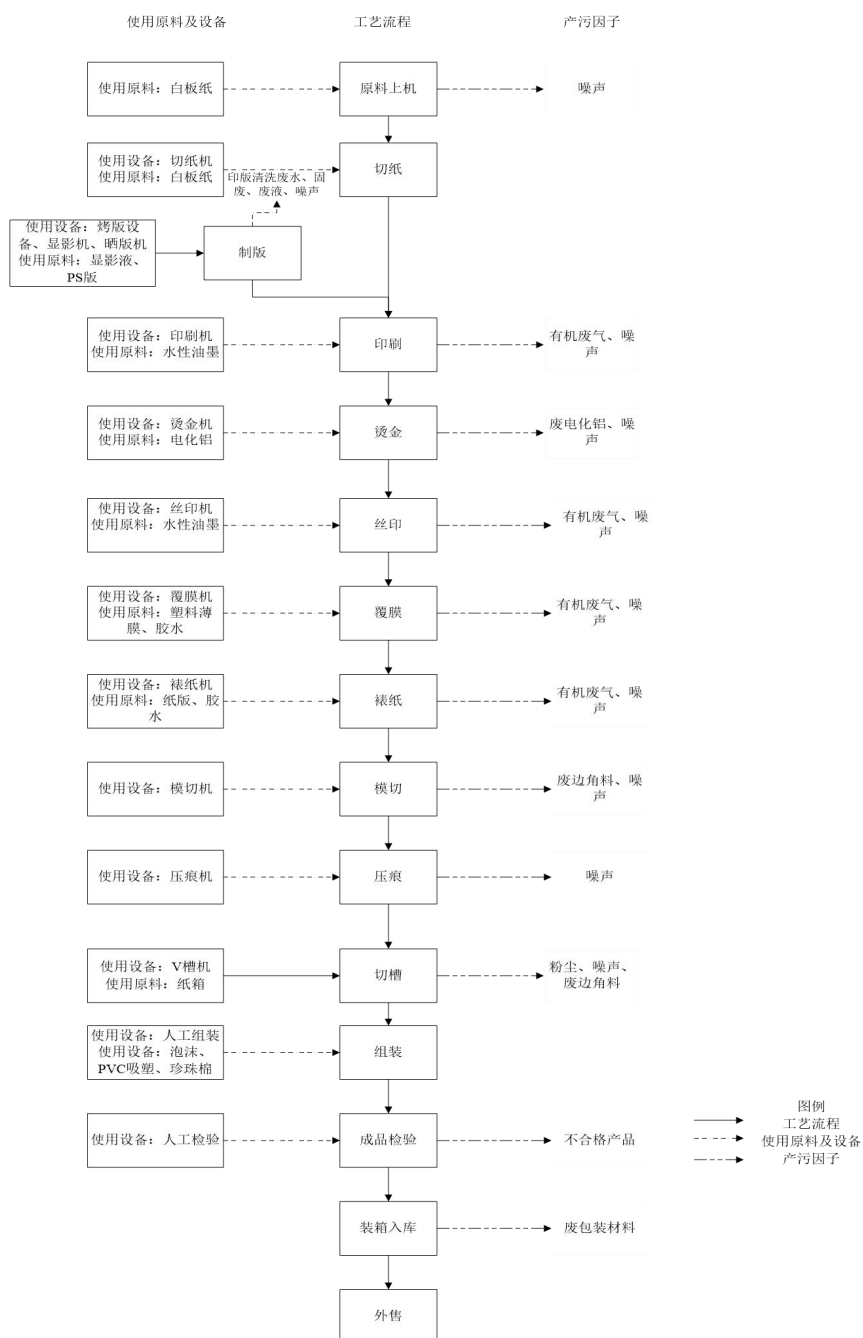 使用原料及设备
工艺流程
产污因子
使用原料：白板纸
原料上机
噪声
使用设备：切纸机
使用原料：白板纸
切纸
印版清洗废水、固
废、废液、噪声
使用设备：烤版设
备、显影机、晒版机
使用原料：显影液、
PS版
制版
使用设备：印刷机
使用原料：水性油墨
印刷
有机废气、噪
声
使用设备：烫金机
使用原料：电化铝
烫金
废电化铝、噪
声
使用设备：丝印机
使用原料：水性油墨
丝印
有机废气、噪
声
使用设备：覆膜机
使用原料：塑料薄
膜、胶水
覆膜
有机废气、噪
声
使用设备：裱纸机
使用原料：纸版、胶
水
裱纸
有机废气、噪
声
使用设备：模切机
模切
废边角料、噪
声
使用设备：压痕机
压痕
噪声
使用设备：V槽机
使用原料：纸箱
切槽
粉尘、噪声、
废边角料
使用设备：人工组装
使用设备：泡沫、
PVC吸塑、珍珠棉
组装
使用设备：人工检验
成品检验
不合格产品
装箱入库
废包装材料
外售
图例
工艺流程
使用原料及设备
产污因子